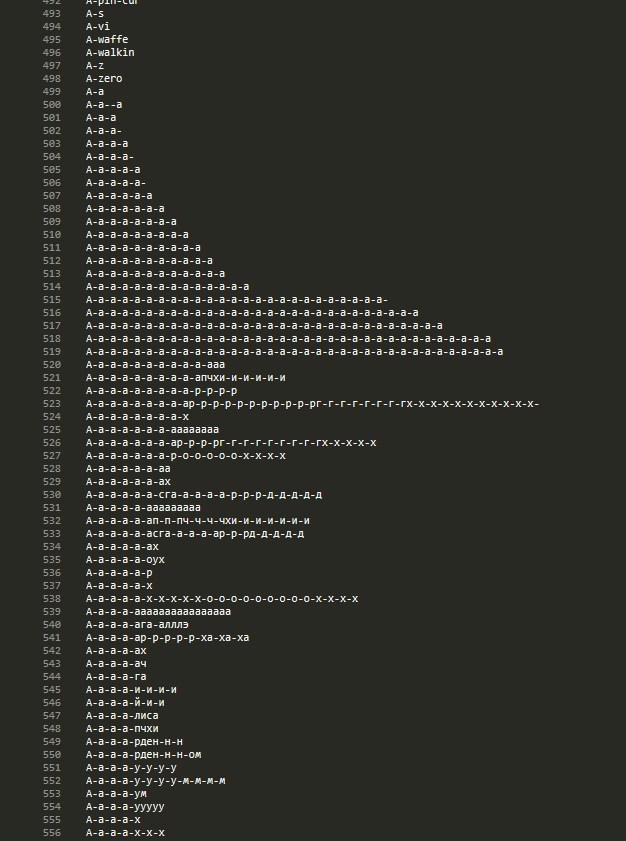 492 A-pin-cur
493 A-s
494 A-vi
495 A-waffe
496 A-walkin
497 A-z
498 A-zero
499 А-а
500 А-а--а
501 А-а-а
502 А-а-а-
503 А-а-а-а
504 А-а-а-а-
505 А-а-а-а-а
506 А-а-а-а-а-
507 А-а-а-а-а-а
508 А-а-а-а-а-а-а
509 А-а-а-а-а-а-а-а
510 А-а-а-а-а-а-а-а-а
511 А-а-а-а-а-а-а-а-а-а
512 А-а-а-а-а-а-а-а-а-а-а
513 А-а-а-а-а-а-а-а-а-а-а-а
514 А-а-а-а-а-а-а-а-а-а-а-а-а-а
515 А-а-а-а-а-а-а-а-а-а-а-а-а-а-а-а-а-а-а-а-а-а-а-а-а-
516 А-а-а-а-а-а-а-а-а-а-а-а-а-а-а-а-а-а-а-а-а-а-а-а-а-а-а-а
517 А-а-а-а-а-а-а-а-а-а-а-а-а-а-а-а-а-а-а-а-а-а-а-а-а-а-а-а-а-а
518 А-а-а-а-а-а-а-а-а-а-а-а-а-а-а-а-а-а-а-а-а-а-а-а-а-а-а-а-а-а-а-а-а-а
519 А-а-а-а-а-а-а-а-а-а-а-а-а-а-а-а-а-а-а-а-а-а-а-а-а-а-а-а-а-а-а-а-а-а-а
520 А-а-а-а-а-а-а-а-а-а-ааа
521 А-а-а-а-а-а-а-а-а-апчхи-и-и-и-и-и
522 А-а-а-а-а-а-а-а-а-р-р-р-р
523 А-а-а-а-а-а-а-а-ар-р-р-р-р-р-р-р-р-р-рг-г-г-г-г-г-г-гх-х-х-х-х-х-х-х-х-х-х-
524 А-а-а-а-а-а-а-а-х
525 А-а-а-а-а-а-а-аааааааа
526 А-а-а-а-а-а-а-ар-р-р-рг-г-г-г-г-г-г-г-гх-х-х-х-х
527 А-а-а-а-а-а-а-р-о-о-о-о-о-х-х-х-х
528 А-а-а-а-а-а-аа
529 А-а-а-а-а-а-ах
530 А-а-а-а-а-а-сга-а-а-а-а-р-р-р-д-д-д-д-д
531 А-а-а-а-а-ааааааааа
532 А-а-а-а-а-ап-п-пч-ч-ч-чхи-и-и-и-и-и-и
533 А-а-а-а-а-асга-а-а-а-ар-р-рд-д-д-д-д
534 А-а-а-а-а-ах
535 А-а-а-а-а-оух
536 А-а-а-а-а-р
537 А-а-а-а-а-х
538 А-а-а-а-а-х-х-х-х-х-о-о-о-о-о-о-о-о-о-х-х-х-х
539 А-а-а-а-аааааааааааааааа
540 А-а-а-а-ага-алллэ
541 А-а-а-а-ар-р-р-р-р-ха-ха-ха
542 А-а-а-а-ах
543 А-а-а-а-ач
544 А-а-а-а-га
545 А-а-а-а-и-и-и-и
546 А-а-а-а-й-и-и
547 А-а-а-а-лиса
548 А-а-а-а-пчхи
549 А-а-а-а-рден-н-н
550 А-а-а-а-рден-н-н-ом
551 А-а-а-а-у-у-у-у
552 А-а-а-а-у-у-у-у-м-м-м-м
553 А-а-а-а-ум
554 А-а-а-а-ууууу
555 А-а-а-а-х
556 А-а-а-а-х-х-х